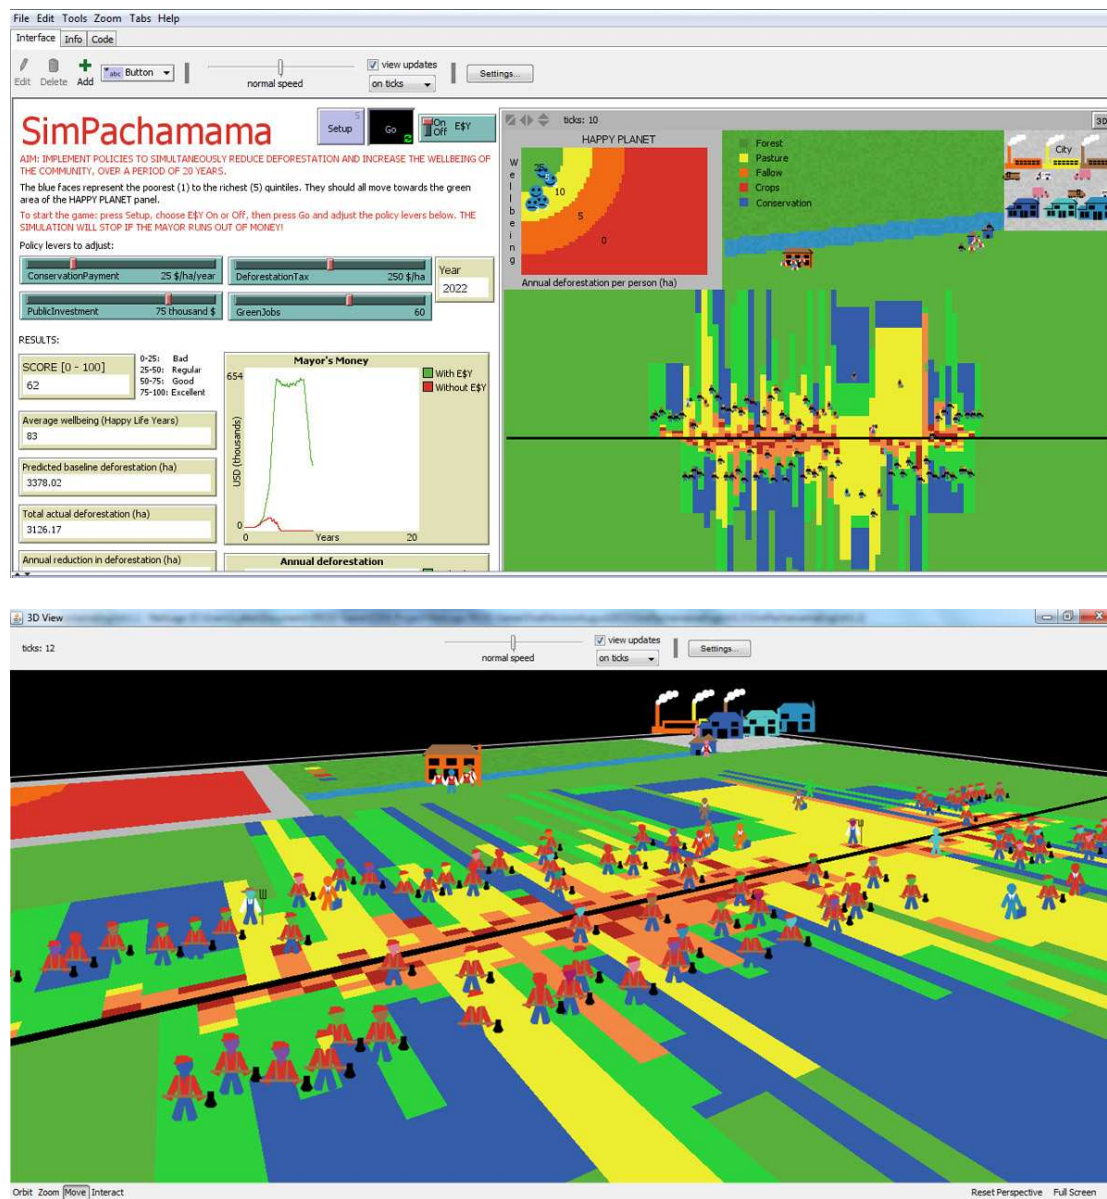 File Edit Tools Zoom Tabs Help
Interface Info Code
Edit Delete Add abc Button normal speed view updates on ticks Settings...
SimPachamama
Setup Go On Off E$Y
AIM: IMPLEMENT POLICIES TO SIMULTANEOUSLY REDUCE DEFORESTATION AND INCREASE THE WELLBEING OF
THE COMMUNITY, OVER A PERIOD OF 20 YEARS.
The blue faces represent the poorest (1) to the richest (5) quintiles. They should all move towards the green
area of the HAPPY PLANET panel.
To start the game: press Setup, choose E$Y On or Off, then press Go and adjust the policy levers below. THE
SIMULATION WILL STOP IF THE MAYOR RUNS OUT OF MONEY!
Policy levers to adjust:
ConservationPayment 25 $/ha/year
DeforestationTax 250 $/ha
Year
2022
PublicInvestment 75 thousand $
GreenJobs 60
RESULTS:
SCORE [0 - 100]
62
0-25: Bad
25-50: Regular
50-75: Good
75-100: Excellent
Average wellbeing (Happy Life Years)
83
Predicted baseline deforestation (ha)
3378.02
Total actual deforestation (ha)
3126.17
Annual reduction in deforestation (ha)
Mayor's Money
654
USD (thousands)
0
0 Years 20
With E$Y
Without E$Y
Annual deforestation
ticks: 10
3D
HAPPY PLANET
Wellbeing
25
10
5
0
Annual deforestation per person (ha)
Forest
Pasture
Fallow
Crops
Conservation
City
3D View
ticks: 12
normal speed
view updates
on ticks
Settings...
Orbit Zoom Move Interact
Reset Perspective Full Screen